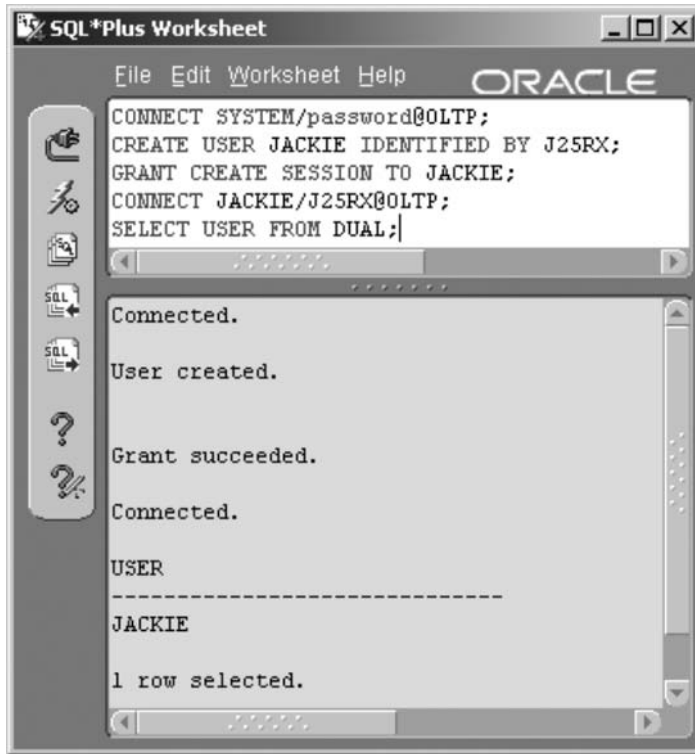 SQL*Plus Worksheet
File Edit Worksheet Help
ORACLE
CONNECT SYSTEM/password@OLTP;
CREATE USER JACKIE IDENTIFIED BY J25RX;
GRANT CREATE SESSION TO JACKIE;
CONNECT JACKIE/J25RX@OLTP;
SELECT USER FROM DUAL;
SQL
SQL
Connected.
User created.
Grant succeeded.
Connected.
USER
------------------------------
JACKIE
1 row selected.